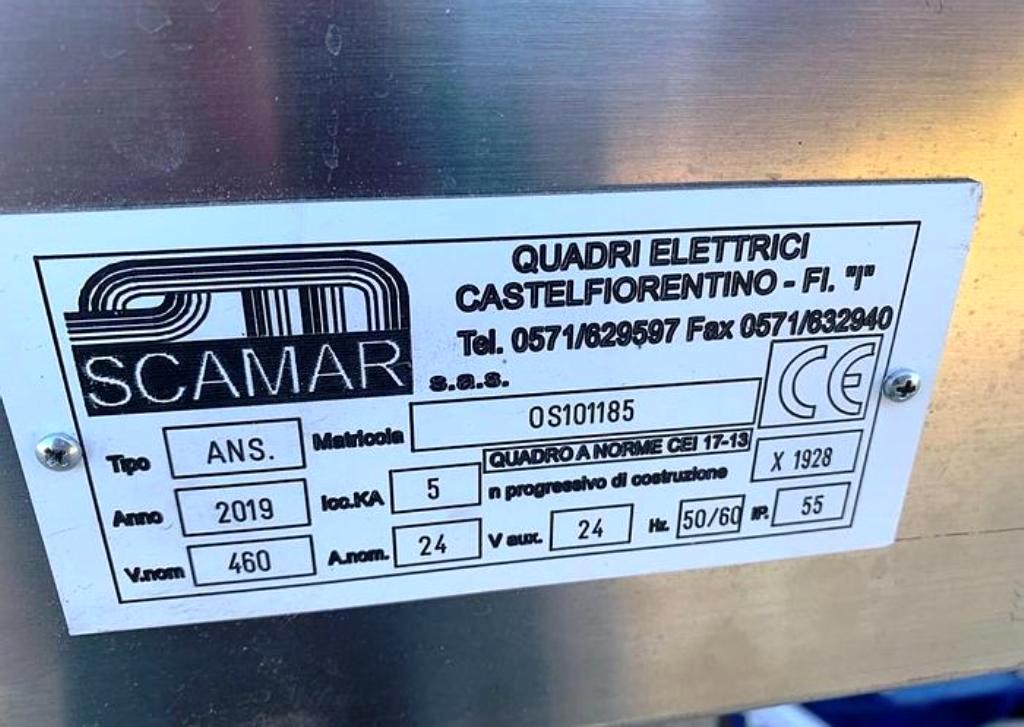 QUADRI ELETTRICI
CASTELFIORENTINO - FI. "I"
Tel. 0571/629597 Fax 0571/632940
SCAMAR s.a.s.
CE
Tipo ANS. Matricola OS101185
QUADRO A NORME CEI 17-13
Anno 2019 Icc.KA 5 n progressivo di costruzione X 1928
V.nom 460 A.nom. 24 V aux. 24 Hz. 50/60 IP. 55